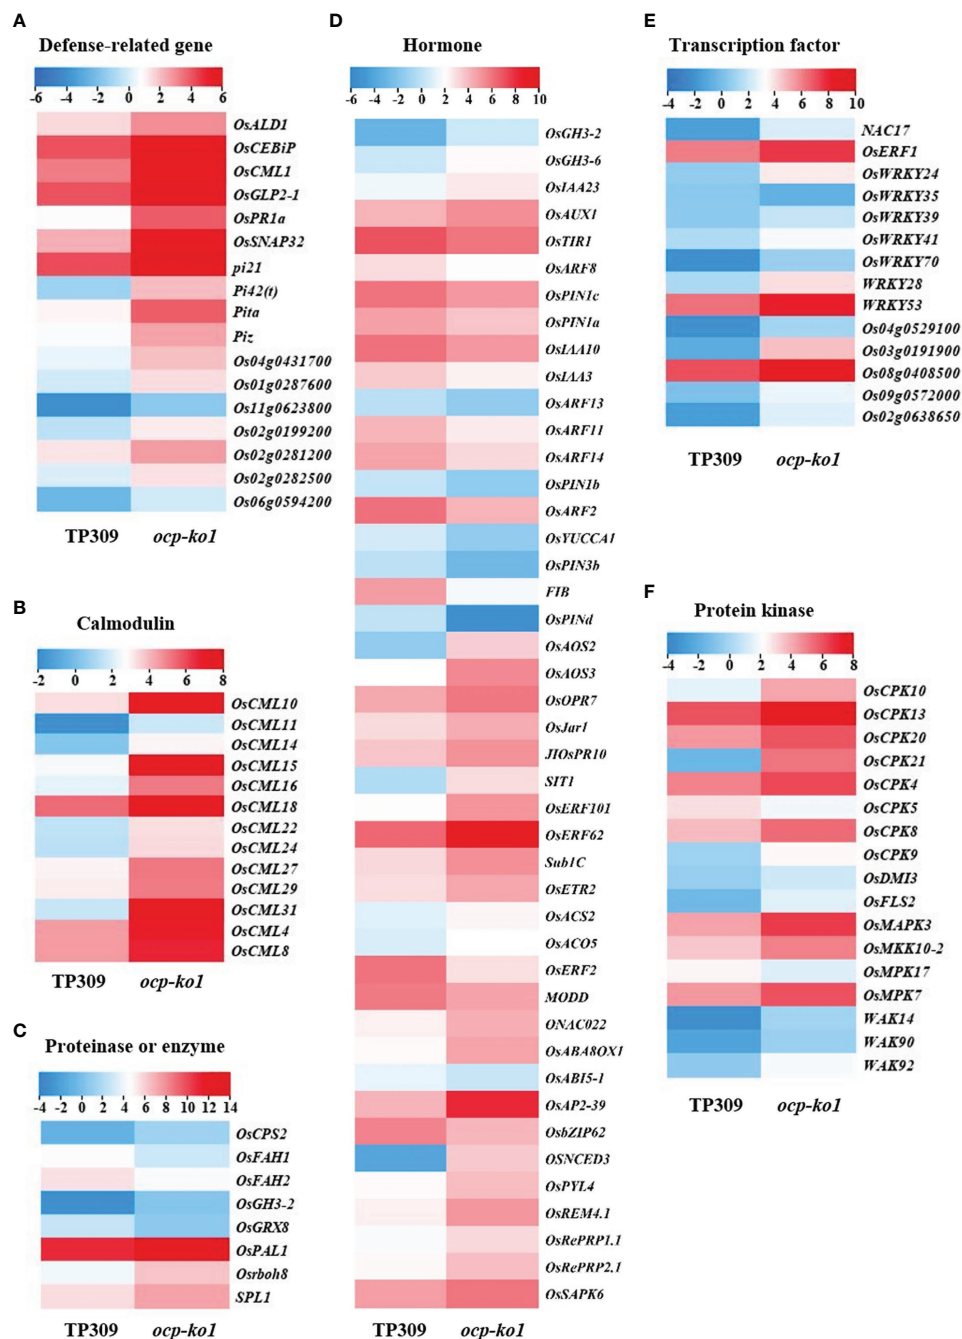 A
Defense-related gene
-6 -4 -2 0 2 4 6
OsALD1
OsCEBiP
OsCML1
OsGLP2-1
OsPR1a
OsSNAP32
pi21
Pi42(t)
Pita
Piz
Os04g0431700
Os01g0287600
Os11g0623800
Os02g0199200
Os02g0281200
Os02g0282500
Os06g0594200
TP309 ocp-ko1
B
Calmodulin
-2 0 2 4 6 8
OsCML10
OsCML11
OsCML14
OsCML15
OsCML16
OsCML18
OsCML22
OsCML24
OsCML27
OsCML29
OsCML31
OsCML4
OsCML8
TP309 ocp-ko1
C
Proteinase or enzyme
-4 -2 0 2 4 6 8 10 12 14
OsCPS2
OsFAH1
OsFAH2
OsGH3-2
OsGRX8
OsPAL1
Osrboh8
SPL1
TP309 ocp-ko1
D
Hormone
-6 -4 -2 0 2 4 6 8 10
OsGH3-2
OsGH3-6
OsIAA23
OsAUX1
OsTIR1
OsARF8
OsPIN1c
OsPIN1a
OsIAA10
OsIAA3
OsARF13
OsARF11
OsARF14
OsPIN1b
OsARF2
OsYUCCA1
OsPIN3b
FIB
OsPINd
OsAOS2
OsAOS3
OsOPR7
OsJar1
JIOsPR10
SIT1
OsERF101
OsERF62
Sub1C
OsETR2
OsACS2
OsACO5
OsERF2
MODD
ONAC022
OsABA8OX1
OsABI5-1
OsAP2-39
OsbZIP62
OSNCED3
OsPYL4
OsREM4.1
OsRePRP1.1
OsRePRP2.1
OsSAPK6
TP309 ocp-ko1
E
Transcription factor
-4 -2 0 2 4 6 8 10
NAC17
OsERF1
OsWRKY24
OsWRKY35
OsWRKY39
OsWRKY41
OsWRKY70
WRKY28
WRKY53
Os04g0529100
Os03g0191900
Os08g0408500
Os09g0572000
Os02g0638650
TP309 ocp-ko1
F
Protein kinase
-4 -2 0 2 4 6 8
OsCPK10
OsCPK13
OsCPK20
OsCPK21
OsCPK4
OsCPK5
OsCPK8
OsCPK9
OsDMI3
OsFLS2
OsMAPK3
OsMKK10-2
OsMPK17
OsMPK7
WAK14
WAK90
WAK92
TP309 ocp-ko1